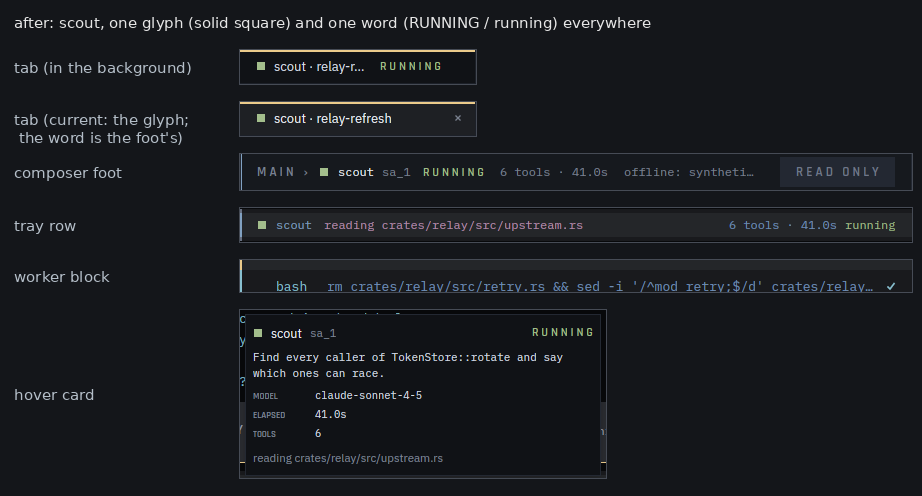 after: scout, one glyph (solid square) and one word (RUNNING / running) everywhere
tab (in the background)
scout · relay-r… RUNNING
tab (current: the glyph;
the word is the foot's)
scout · relay-refresh ×
composer foot
MAIN › scout sa_1 RUNNING 6 tools · 41.0s offline: syntheti… READ ONLY
tray row
scout reading crates/relay/src/upstream.rs 6 tools · 41.0s running
worker block
bash rm crates/relay/src/retry.rs && sed -i '/^mod retry;$/d' crates/relay… ✓
hover card
scout sa_1 RUNNING
Find every caller of TokenStore::rotate and say
which ones can race.
MODEL claude-sonnet-4-5
ELAPSED 41.0s
TOOLS 6
reading crates/relay/src/upstream.rs